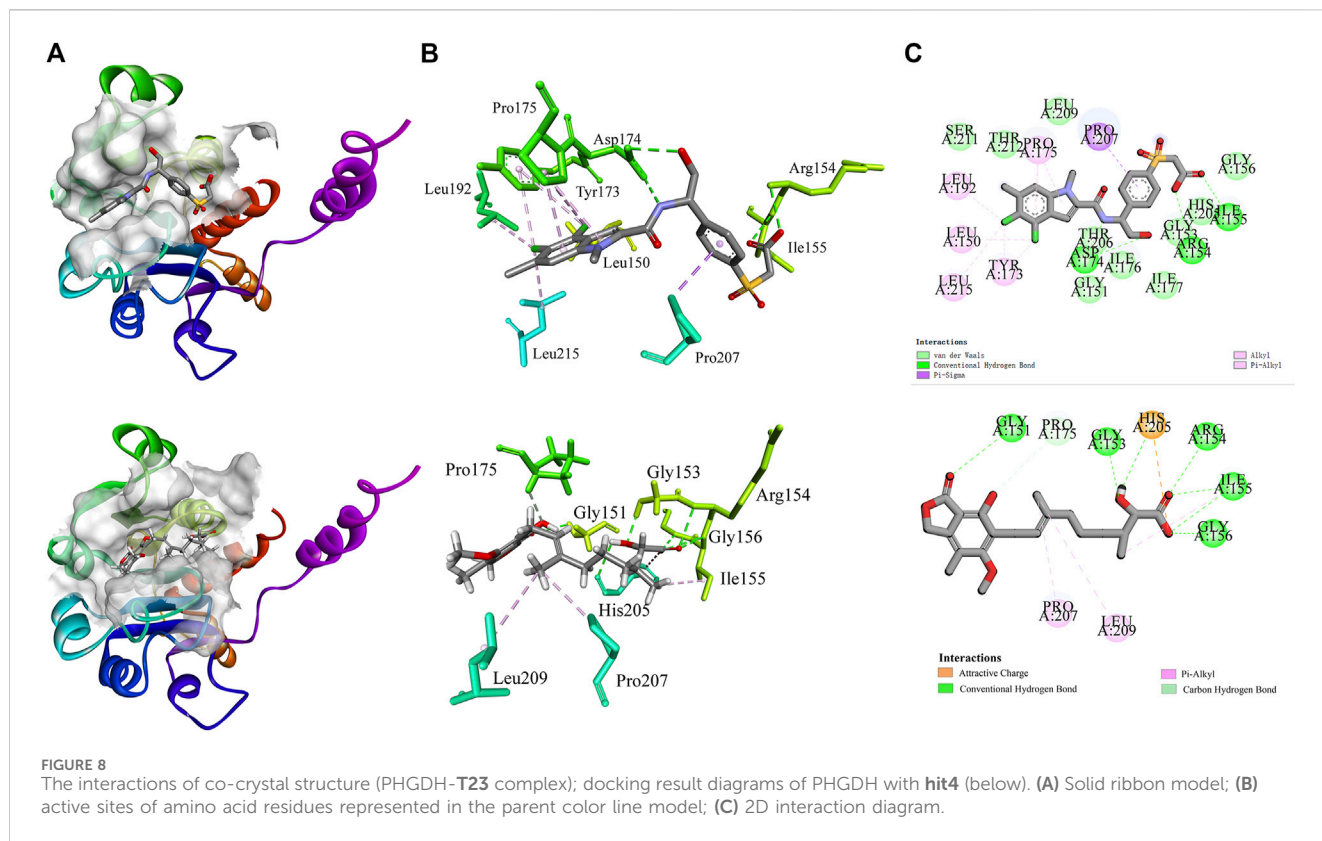 A
B
C
Pro175
Asp174
Arg154
Leu192
Tyr173
Leu150
Ile155
Leu215
Pro207
LEU
A:209
SER
A:211
THR
A:212
PRO
A:175
PRO
A:207
GLY
A:156
LEU
A:192
HIS
A:205
ILE
A:155
LEU
A:150
THR
A:206
GLY
A:153
ARG
A:154
ASP
A:174
ILE
A:176
TYR
A:173
LEU
A:215
GLY
A:151
ILE
A:177
Interactions
van der Waals
Conventional Hydrogen Bond
Pi-Sigma
Alkyl
Pi-Alkyl
Pro175
Gly153
Arg154
Gly151
Gly156
Ile155
His205
Leu209
Pro207
GLY
A:151
PRO
A:175
GLY
A:153
HIS
A:205
ARG
A:154
ILE
A:155
GLY
A:156
PRO
A:207
LEU
A:209
Interactions
Attractive Charge
Conventional Hydrogen Bond
Pi-Alkyl
Carbon Hydrogen Bond
FIGURE 8
The interactions of co-crystal structure (PHGDH-T23 complex); docking result diagrams of PHGDH with hit4 (below). (A) Solid ribbon model; (B)
active sites of amino acid residues represented in the parent color line model; (C) 2D interaction diagram.